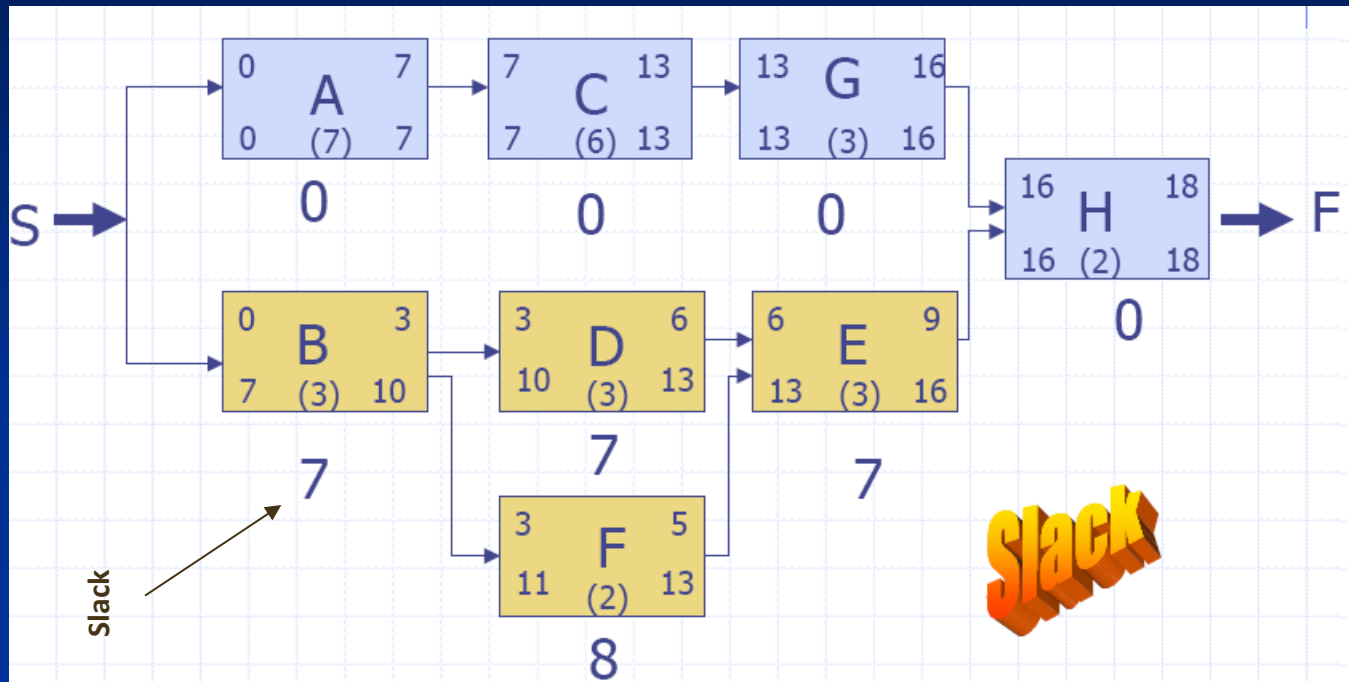 0 7
A
0 (7) 7
0
7 13
C
7 (6) 13
0
13 16
G
13 (3) 16
0
S
16 18
H
16 (2) 18
0
F
0 3
B
7 (3) 10
7
3 6
D
10 (3) 13
7
6 9
E
13 (3) 16
7
3 5
F
11 (2) 13
8
Slack
Slack